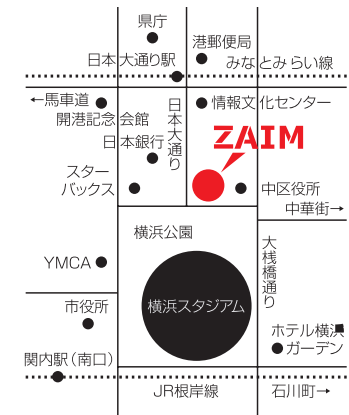 県庁
港郵便局
日本大通り駅
みなとみらい線
←馬車道
情報文化センター
開港記念会館
日本銀行
日本大通り
ZAIM
スター
バックス
中区役所
中華街→
横浜公園
大桟橋通り
YMCA
横浜スタジアム
市役所
ホテル横浜
ガーデン
関内駅(南口)
JR根岸線
石川町→